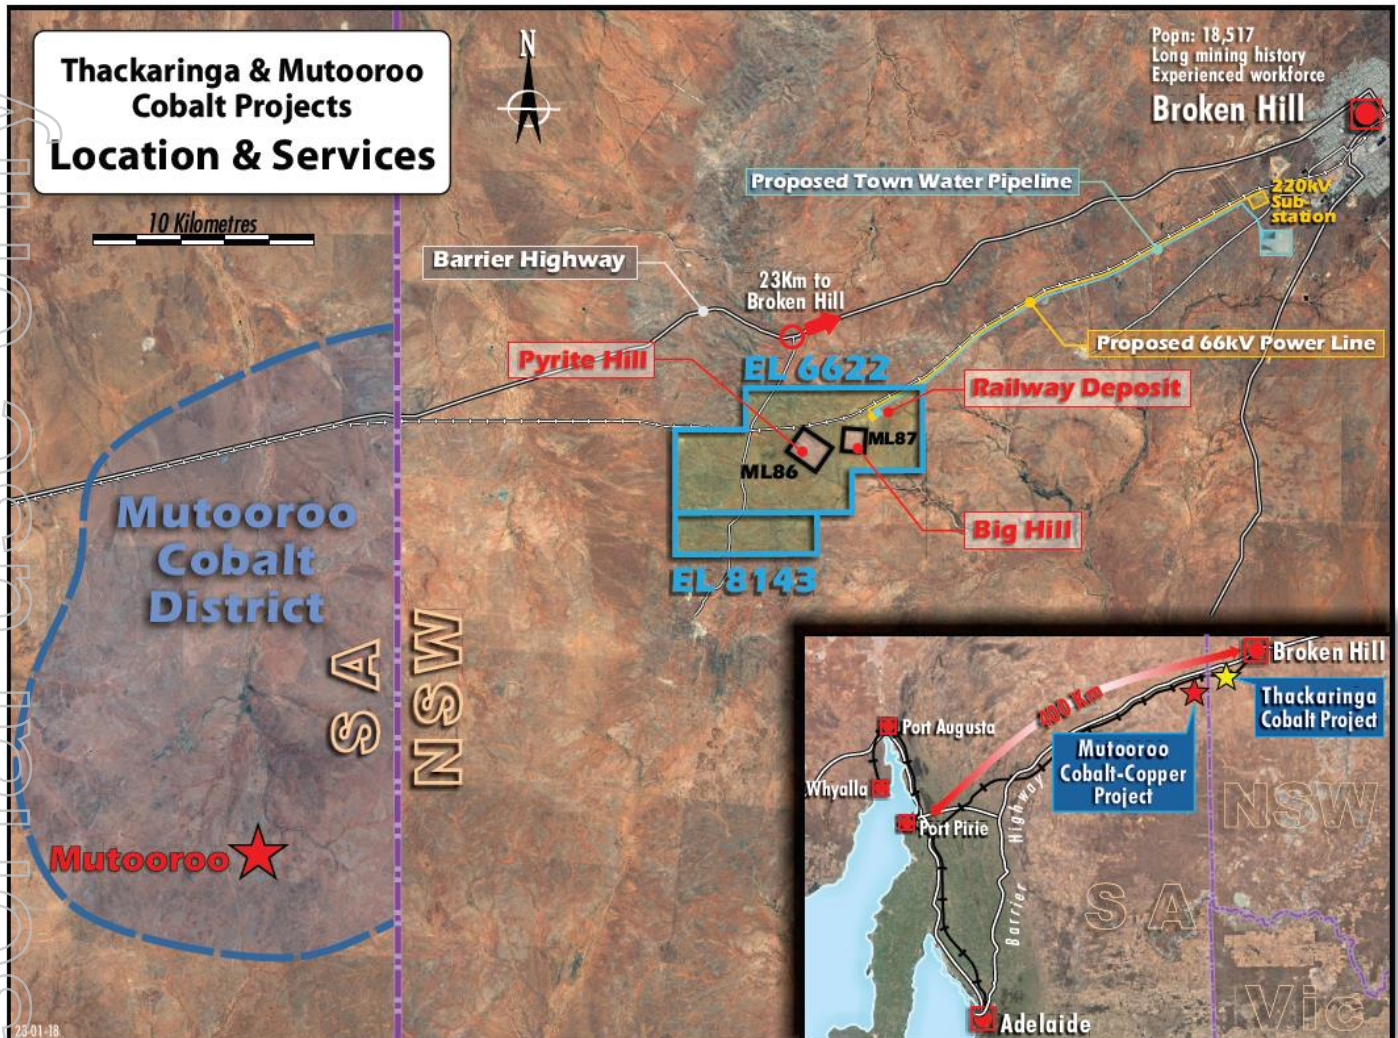 Thackaringa & Mutooroo
Cobalt Projects
Location & Services
10 Kilometres
N
Popn: 18,517
Long mining history
Experienced workforce
Broken Hill
Proposed Town Water Pipeline
220kV
Sub-
station
Barrier Highway
23Km to
Broken Hill
Proposed 66kV Power Line
Pyrite Hill
EL 6622
Railway Deposit
ML87
ML86
Big Hill
EL 8143
Mutooroo
Cobalt
District
SA
NSW
Mutooroo
23-01-18
Broken Hill
400 Km
Thackaringa
Cobalt Project
Port Augusta
Mutooroo
Cobalt-Copper
Project
Whyalla
Port Pirie
NSW
Barrier Highway
SA
Vic
Adelaide